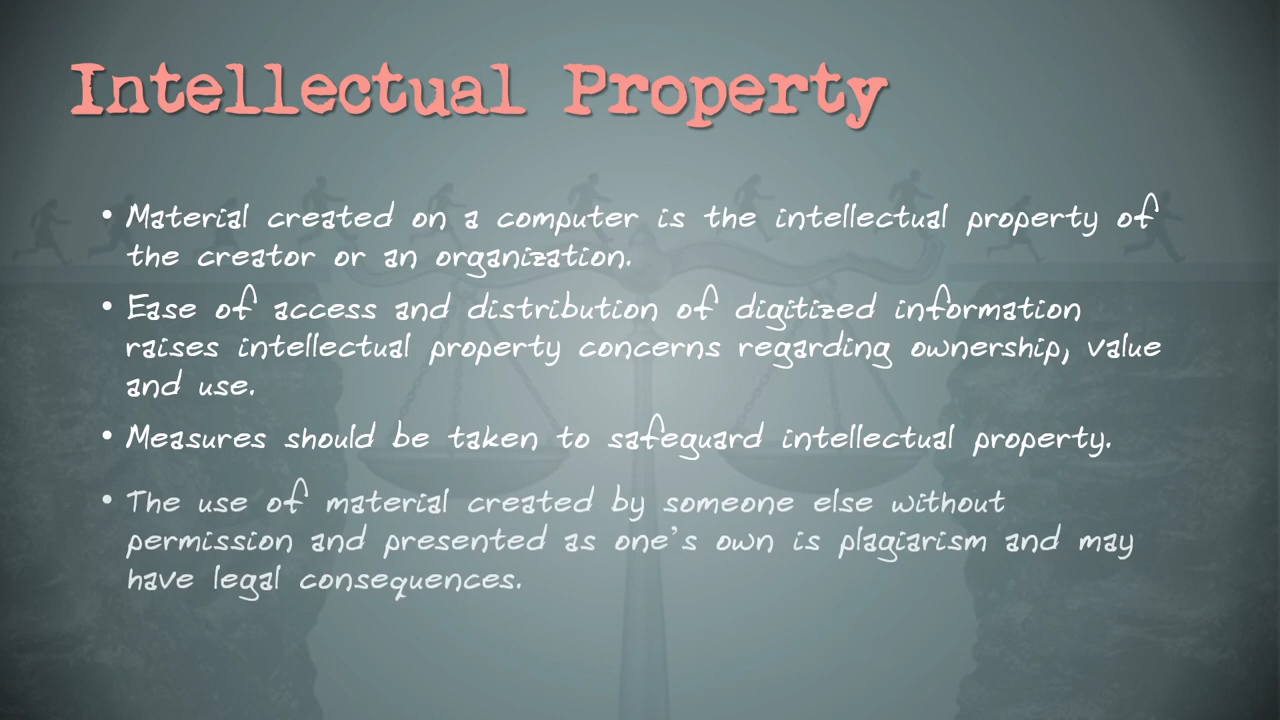 Intellectual Property
• Material created on a computer is the intellectual property of
the creator or an organization.
• Ease of access and distribution of digitized information
raises intellectual property concerns regarding ownership, value
and use.
• Measures should be taken to safeguard intellectual property.
• The use of material created by someone else without
permission and presented as one’s own is plagiarism and may
have legal consequences.